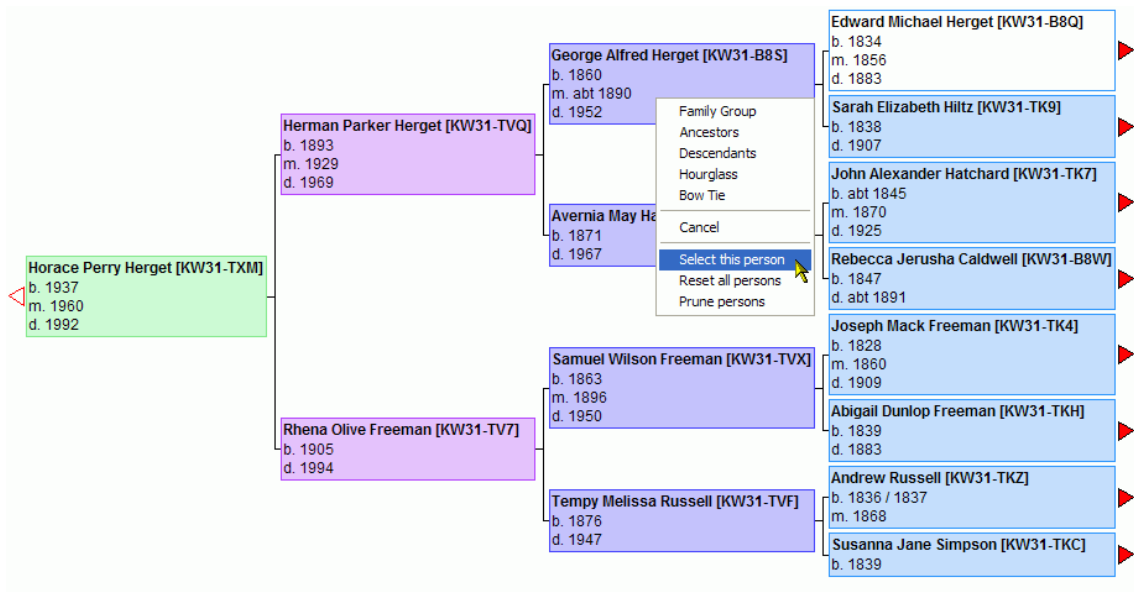 Horace Perry Herget [KW31-TXM]
b. 1937
m. 1960
d. 1992
Herman Parker Herget [KW31-TVQ]
b. 1893
m. 1929
d. 1969
Rhena Olive Freeman [KW31-TV7]
b. 1905
d. 1994
George Alfred Herget [KW31-B8S]
b. 1860
m. abt 1890
d. 1952
Avernia May Ha
b. 1871
d. 1967
Family Group
Ancestors
Descendants
Hourglass
Bow Tie
Cancel
Select this person
Reset all persons
Prune persons
Samuel Wilson Freeman [KW31-TVX]
b. 1863
m. 1896
d. 1950
Tempy Melissa Russell [KW31-TVF]
b. 1876
d. 1947
Edward Michael Herget [KW31-B8Q]
b. 1834
m. 1856
d. 1883
Sarah Elizabeth Hiltz [KW31-TK9]
b. 1838
d. 1907
John Alexander Hatchard [KW31-TK7]
b. abt 1845
m. 1870
d. 1925
Rebecca Jerusha Caldwell [KW31-B8W]
b. 1847
d. abt 1891
Joseph Mack Freeman [KW31-TK4]
b. 1828
m. 1860
d. 1909
Abigail Dunlop Freeman [KW31-TKH]
b. 1839
d. 1883
Andrew Russell [KW31-TKZ]
b. 1836 / 1837
m. 1868
Susanna Jane Simpson [KW31-TKC]
b. 1839